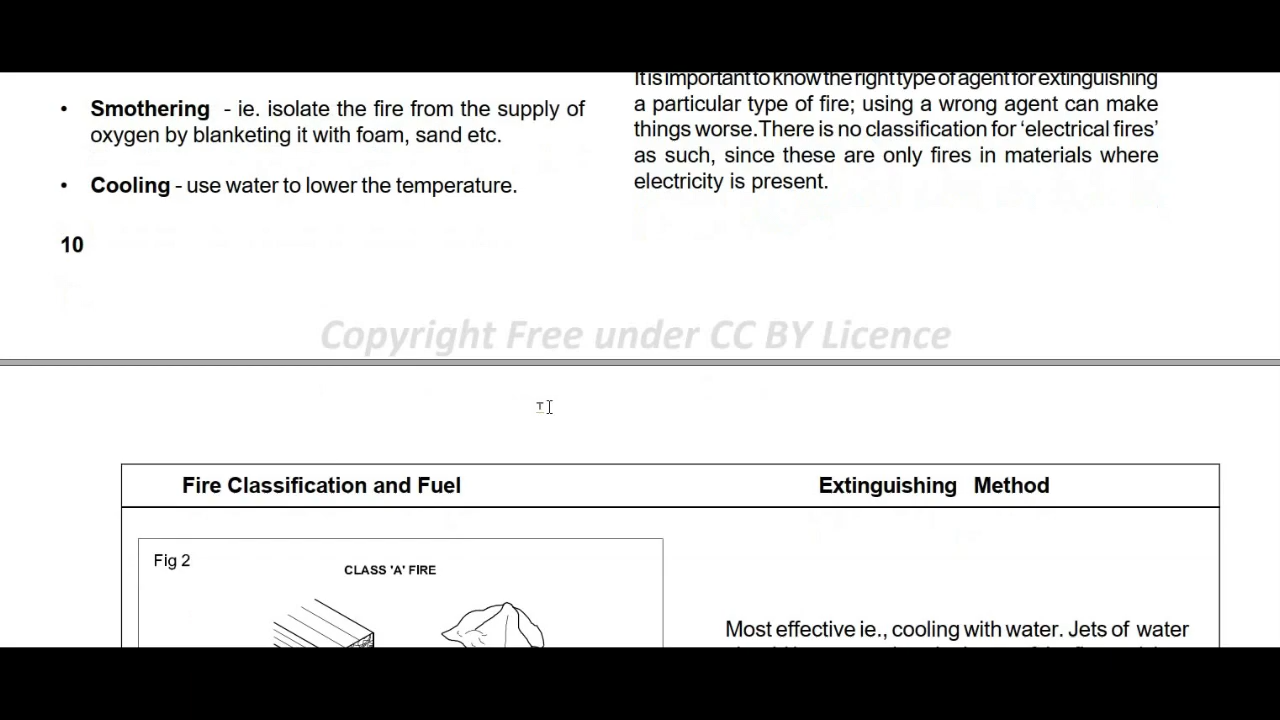 • Smothering - ie. isolate the fire from the supply of
oxygen by blanketing it with foam, sand etc.
• Cooling - use water to lower the temperature.
10
It is important to know the right type of agent for extinguishing
a particular type of fire; using a wrong agent can make
things worse. There is no classification for ‘electrical fires’
as such, since these are only fires in materials where
electricity is present.
Copyright Free under CC BY Licence
Fire Classification and Fuel
Extinguishing Method
Fig 2
CLASS 'A' FIRE
Most effective ie., cooling with water. Jets of water